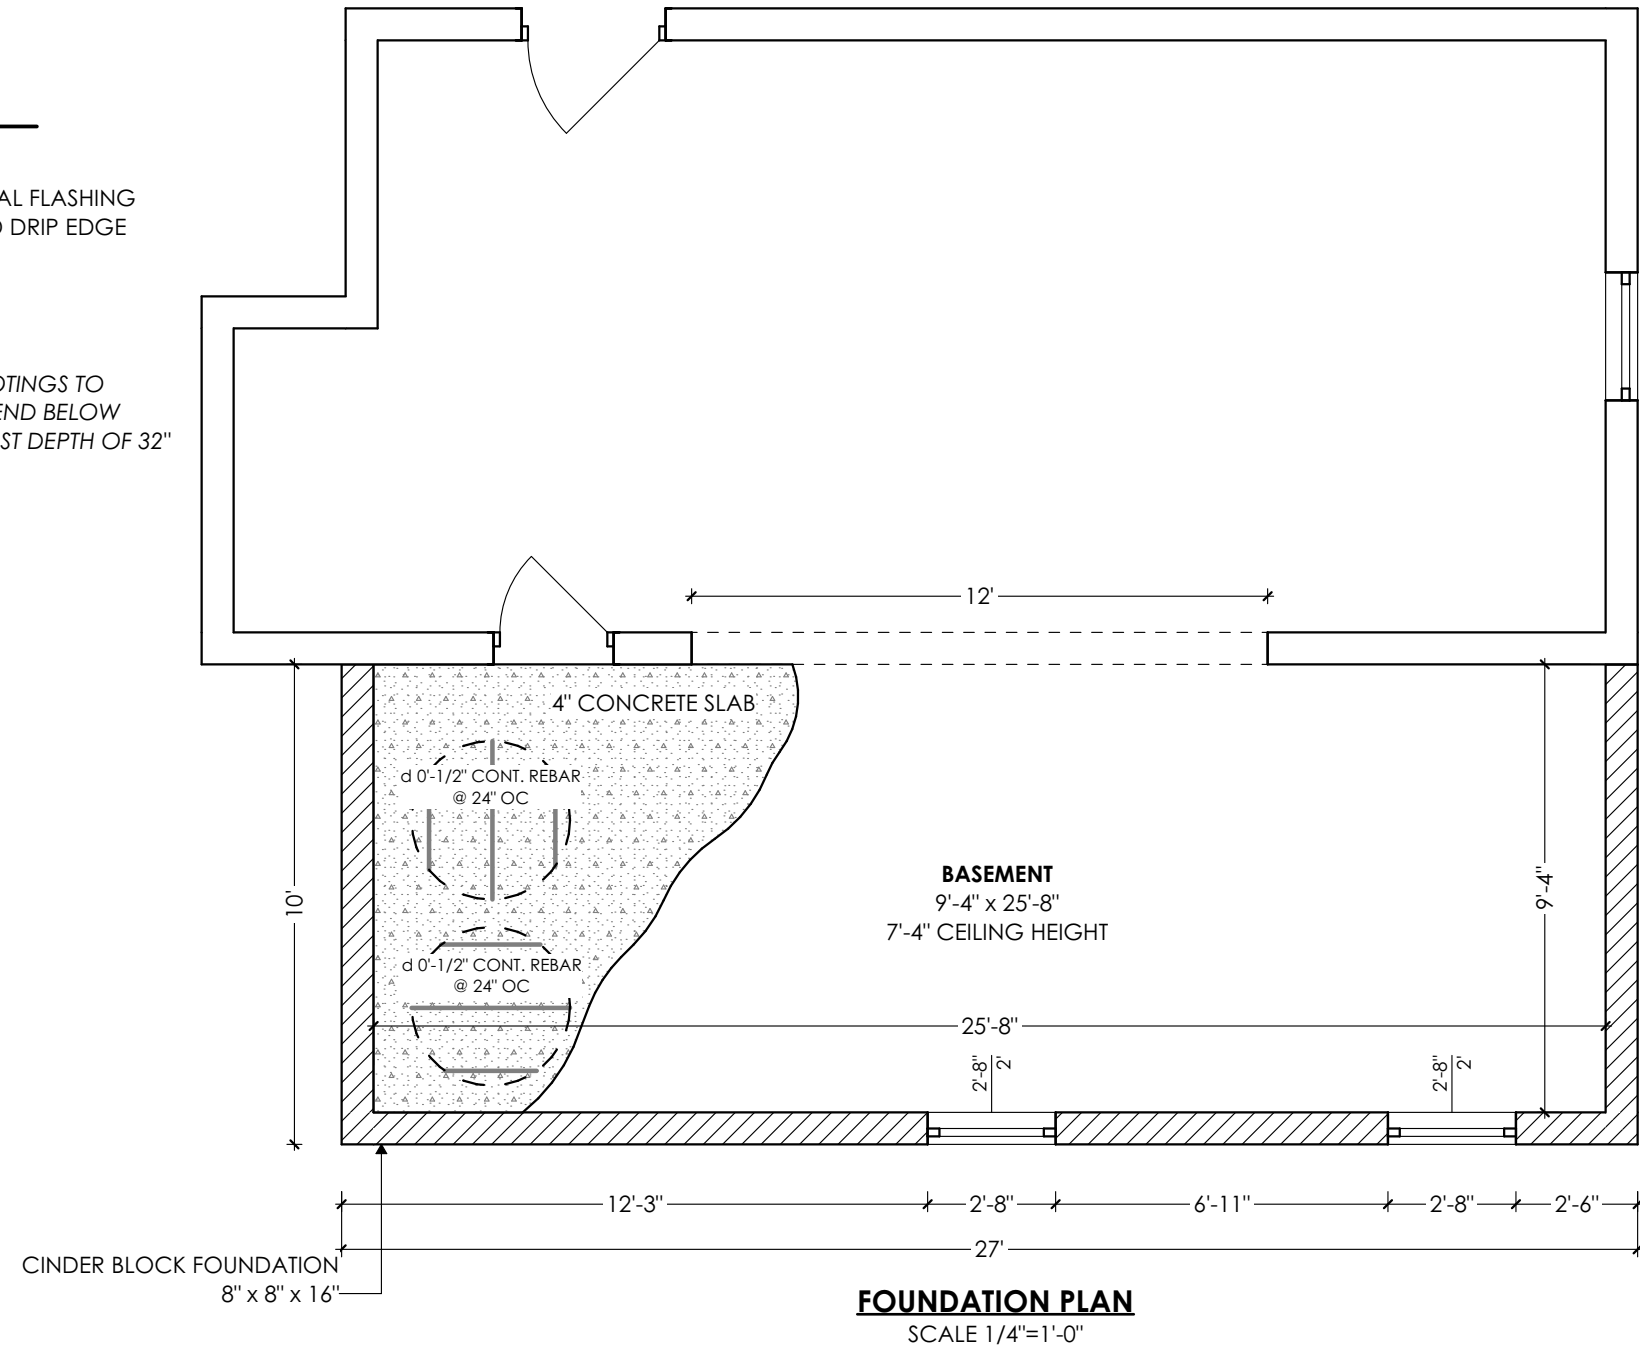 AL FLASHING
DRIP EDGE
OTINGS TO
END BELOW
ST DEPTH OF 32"
12'
4" CONCRETE SLAB
d 0'-1/2" CONT. REBAR
@ 24" OC
d 0'-1/2" CONT. REBAR
@ 24" OC
10'
BASEMENT
9'-4" x 25'-8"
7'-4" CEILING HEIGHT
9'-4"
25'-8"
2'-8"
2'
2'-8"
2'
12'-3"
2'-8"
6'-11"
2'-8"
2'-6"
27'
CINDER BLOCK FOUNDATION
8" x 8" x 16"
FOUNDATION PLAN
SCALE 1/4"=1'-0"